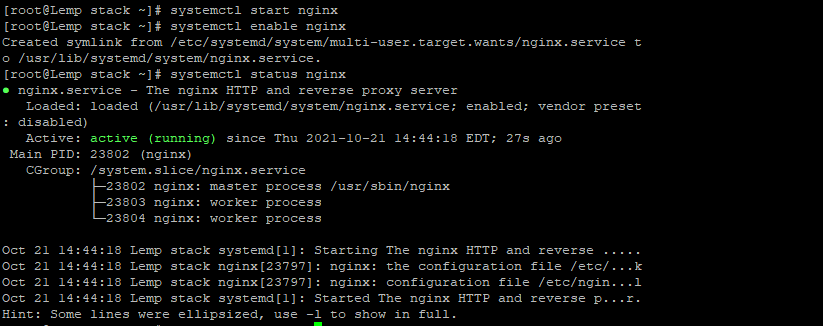 [root@Lemp stack ~]# systemctl start nginx
[root@Lemp stack ~]# systemctl enable nginx
Created symlink from /etc/systemd/system/multi-user.target.wants/nginx.service t
o /usr/lib/systemd/system/nginx.service.
[root@Lemp stack ~]# systemctl status nginx
● nginx.service - The nginx HTTP and reverse proxy server
   Loaded: loaded (/usr/lib/systemd/system/nginx.service; enabled; vendor preset
: disabled)
   Active: active (running) since Thu 2021-10-21 14:44:18 EDT; 27s ago
 Main PID: 23802 (nginx)
   CGroup: /system.slice/nginx.service
           ├─23802 nginx: master process /usr/sbin/nginx
           ├─23803 nginx: worker process
           └─23804 nginx: worker process

Oct 21 14:44:18 Lemp stack systemd[1]: Starting The nginx HTTP and reverse .....
Oct 21 14:44:18 Lemp stack nginx[23797]: nginx: the configuration file /etc/...k
Oct 21 14:44:18 Lemp stack nginx[23797]: nginx: configuration file /etc/ngin...l
Oct 21 14:44:18 Lemp stack systemd[1]: Started The nginx HTTP and reverse p...r.
Hint: Some lines were ellipsized, use -l to show in full.
[root@Lemp stack ~]#